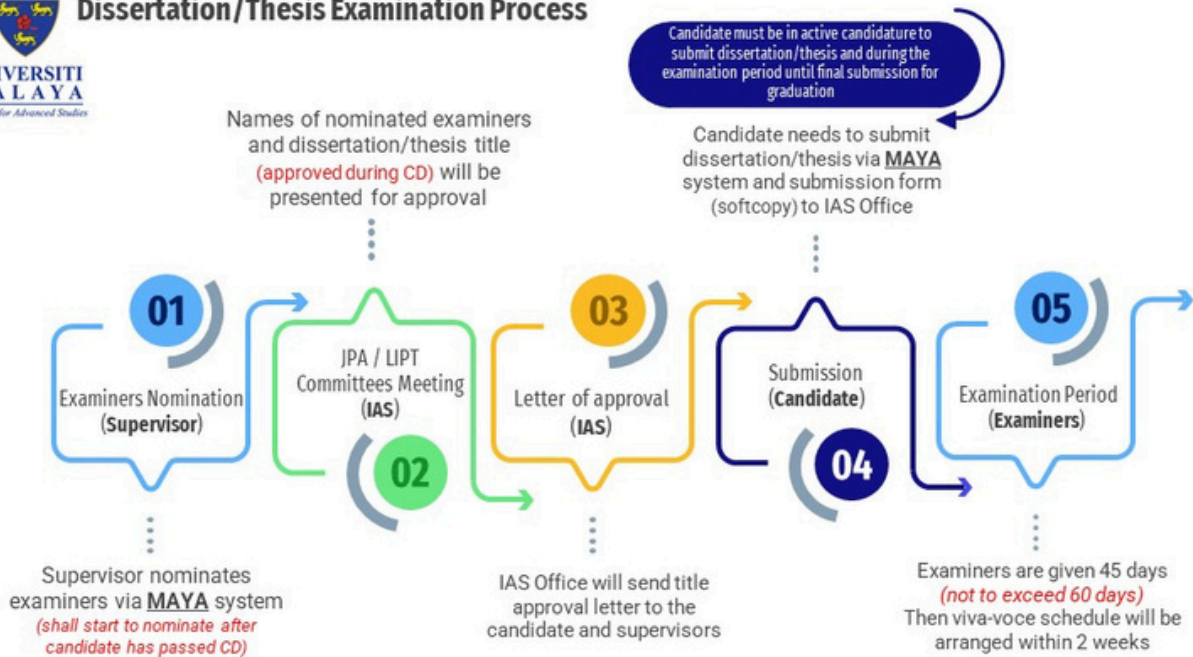 Dissertation/Thesis Examination Process
IVERSITI
ALAYA
for Advanced Studies
Candidate must be in active candidature to
submit dissertation/thesis and during the
examination period until final submission for
graduation
Names of nominated examiners
and dissertation/thesis title
(approved during CD) will be
presented for approval
Candidate needs to submit
dissertation/thesis via MAYA
system and submission form
(softcopy) to IAS Office
01
Examiners Nomination
(Supervisor)
Supervisor nominates
examiners via MAYA system
(shall start to nominate after
candidate has passed CD)
JPA / LIPT
Committees Meeting
(IAS)
02
03
Letter of approval
(IAS)
IAS Office will send title
approval letter to the
candidate and supervisors
Submission
(Candidate)
04
05
Examination Period
(Examiners)
Examiners are given 45 days
(not to exceed 60 days)
Then viva-voce schedule will be
arranged within 2 weeks